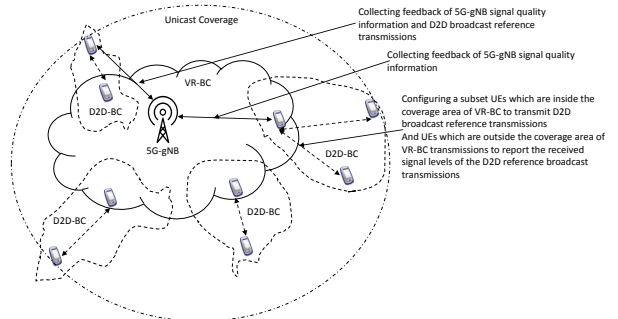 Unicast Coverage
Collecting feedback of 5G-gNB signal quality
information and D2D broadcast reference
transmissions
Collecting feedback of 5G-gNB signal quality
information
VR-BC
D2D-BC
5G-gNB
Configuring a subset UEs which are inside the
coverage area of VR-BC to transmit D2D
broadcast reference transmissions
And UEs which are outside the coverage area of
VR-BC transmissions to report the received
signal levels of the D2D reference broadcast
transmissions
D2D-BC
D2D-BC
D2D-BC